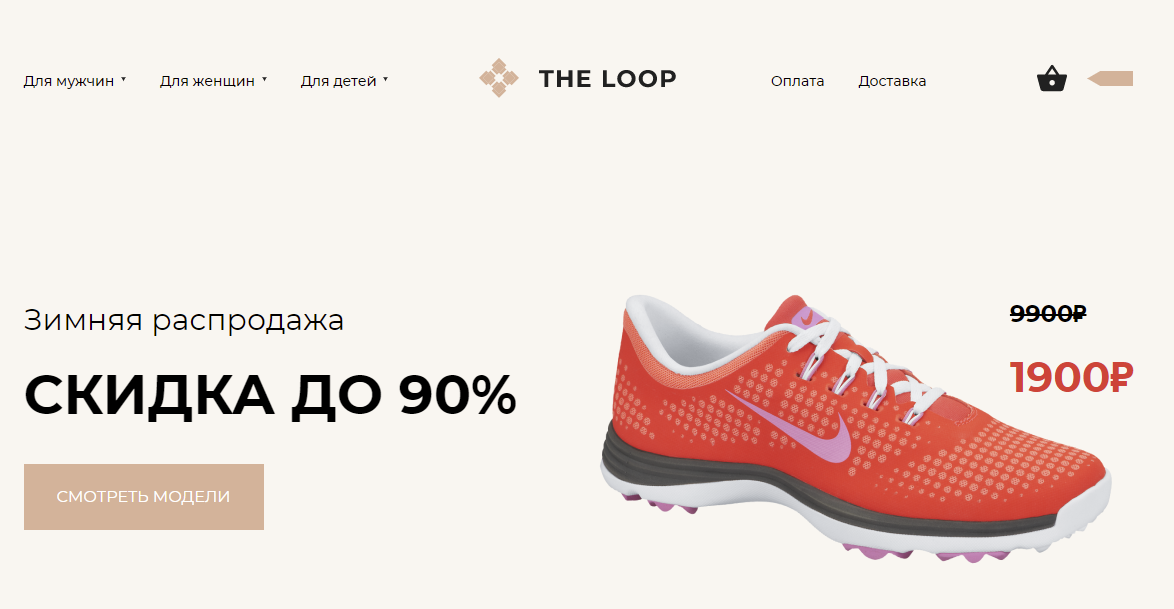 Для мужчин
Для женщин
Для детей
THE LOOP
Оплата
Доставка
Зимняя распродажа
СКИДКА ДО 90%
СМОТРЕТЬ МОДЕЛИ
9900₽
1900₽